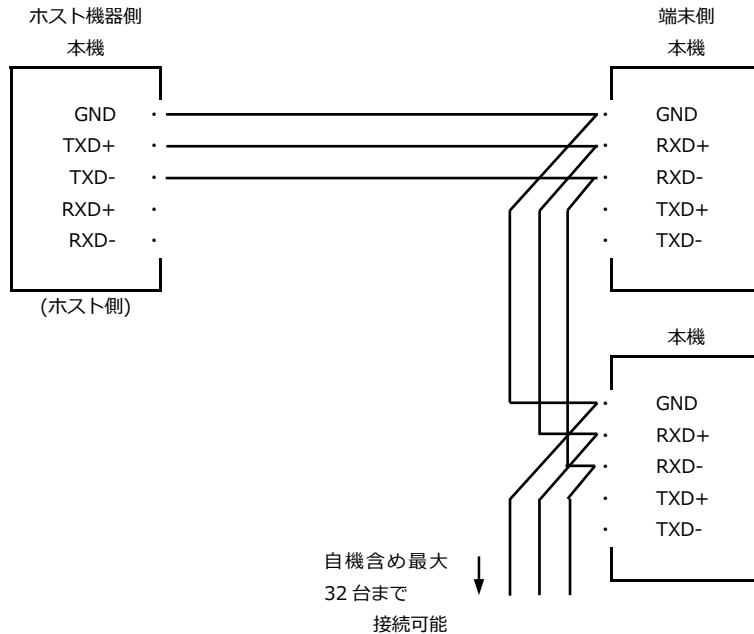 ホスト機器側
本機
GND
TXD+
TXD-
RXD+
RXD-
(ホスト側)
端末側
本機
GND
RXD+
RXD-
TXD+
TXD-
本機
GND
RXD+
RXD-
TXD+
TXD-
自機含め最大
32台まで
接続可能